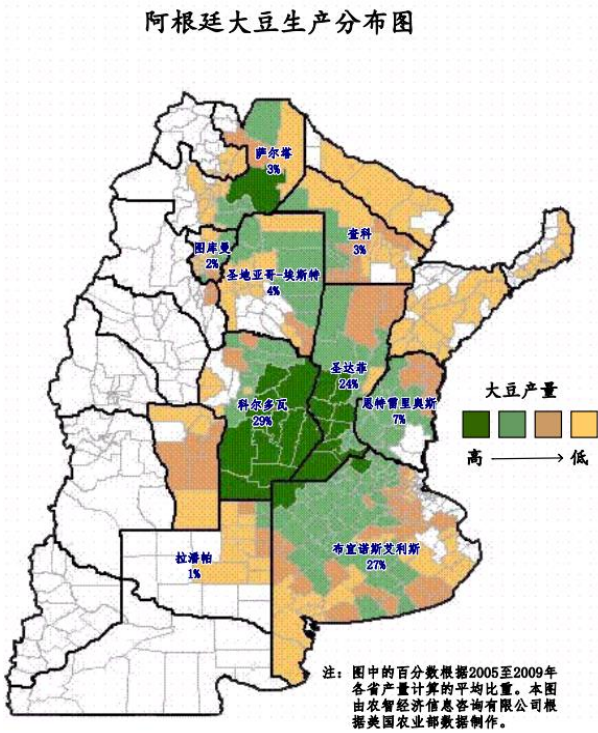 阿根廷大豆生产分布图
萨尔塔
3%
查科
3%
图库曼
2%
圣地亚哥-埃斯特
4%
圣达菲
24%
科尔多瓦
29%
恩特雷里奥斯
7%
大豆产量
高 低
布宜诺斯艾利斯
27%
拉潘帕
1%
注：图中的百分数根据2005至2009年
各省产量计算的平均比重。本图
由农智经济信息咨询有限公司根
据美国农业部数据制作。